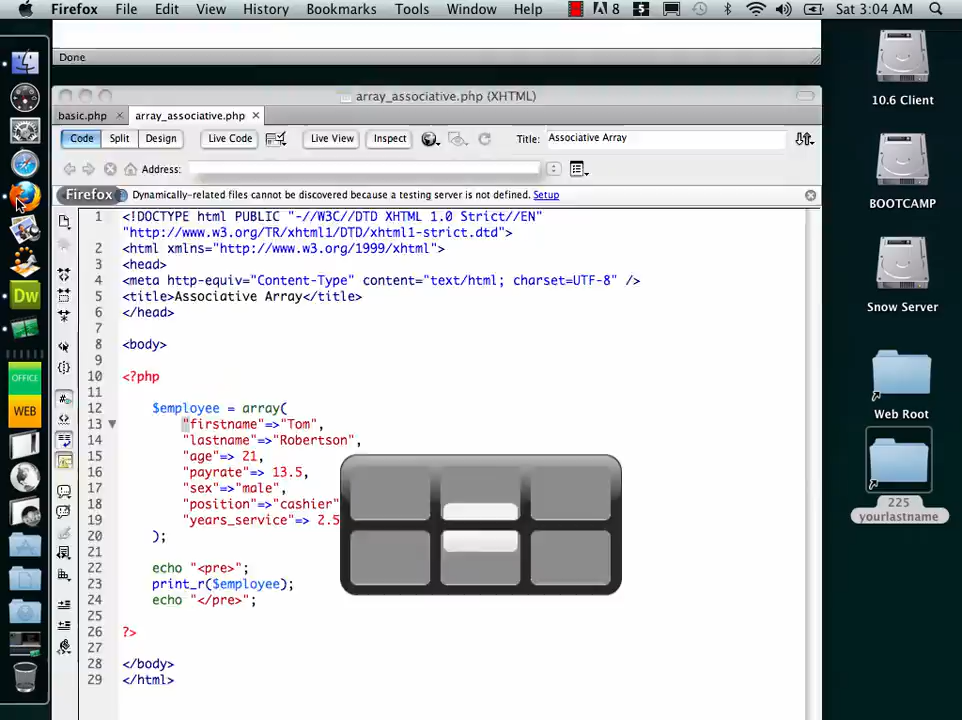 Firefox File Edit View History Bookmarks Tools Window Help 8 Sat 3:04 AM
Done
array_associative.php (XHTML)
basic.php array_associative.php
Code Split Design Live Code Live View Inspect Title: Associative Array
Address:
Firefox Dynamically-related files cannot be discovered because a testing server is not defined. Setup
1 <!DOCTYPE html PUBLIC "-//W3C//DTD XHTML 1.0 Strict//EN"
"http://www.w3.org/TR/xhtml1/DTD/xhtml1-strict.dtd">
2 <html xmlns="http://www.w3.org/1999/xhtml">
3 <head>
4 <meta http-equiv="Content-Type" content="text/html; charset=UTF-8" />
5 <title>Associative Array</title>
6 </head>
7
8 <body>
9
10 <?php
11
12 $employee = array(
13 "firstname"=>"Tom",
14 "lastname"=>"Robertson",
15 "age"=> 21,
16 "payrate"=> 13.5,
17 "sex"=>"male",
18 "position"=>"cashier"
19 "years_service"=> 2.5
20 );
21
22 echo "<pre>";
23 print_r($employee);
24 echo "</pre>";
25
26 ?>
27
28 </body>
29 </html>
Dw
OFFICE
WEB
10.6 Client
BOOTCAMP
Snow Server
Web Root
225
yourlastname